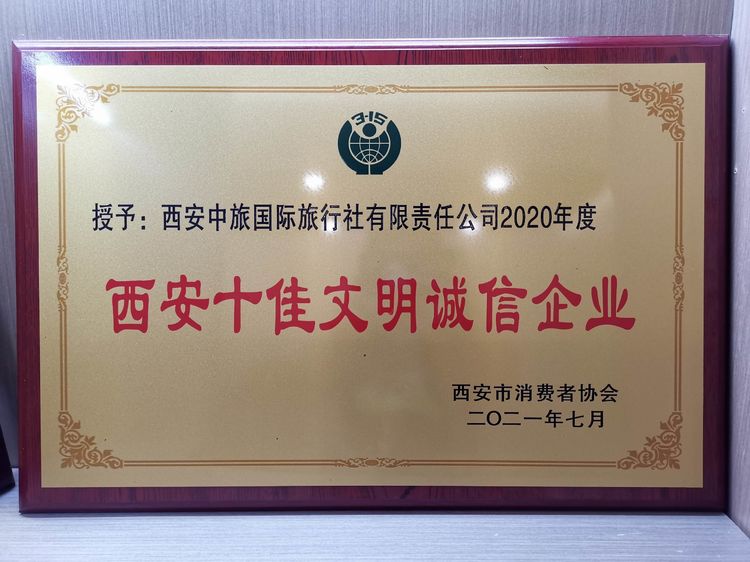 3·15
授予：西安中旅国际旅行社有限责任公司2020年度
西安十佳文明诚信企业
西安市消费者协会
二〇二一年七月